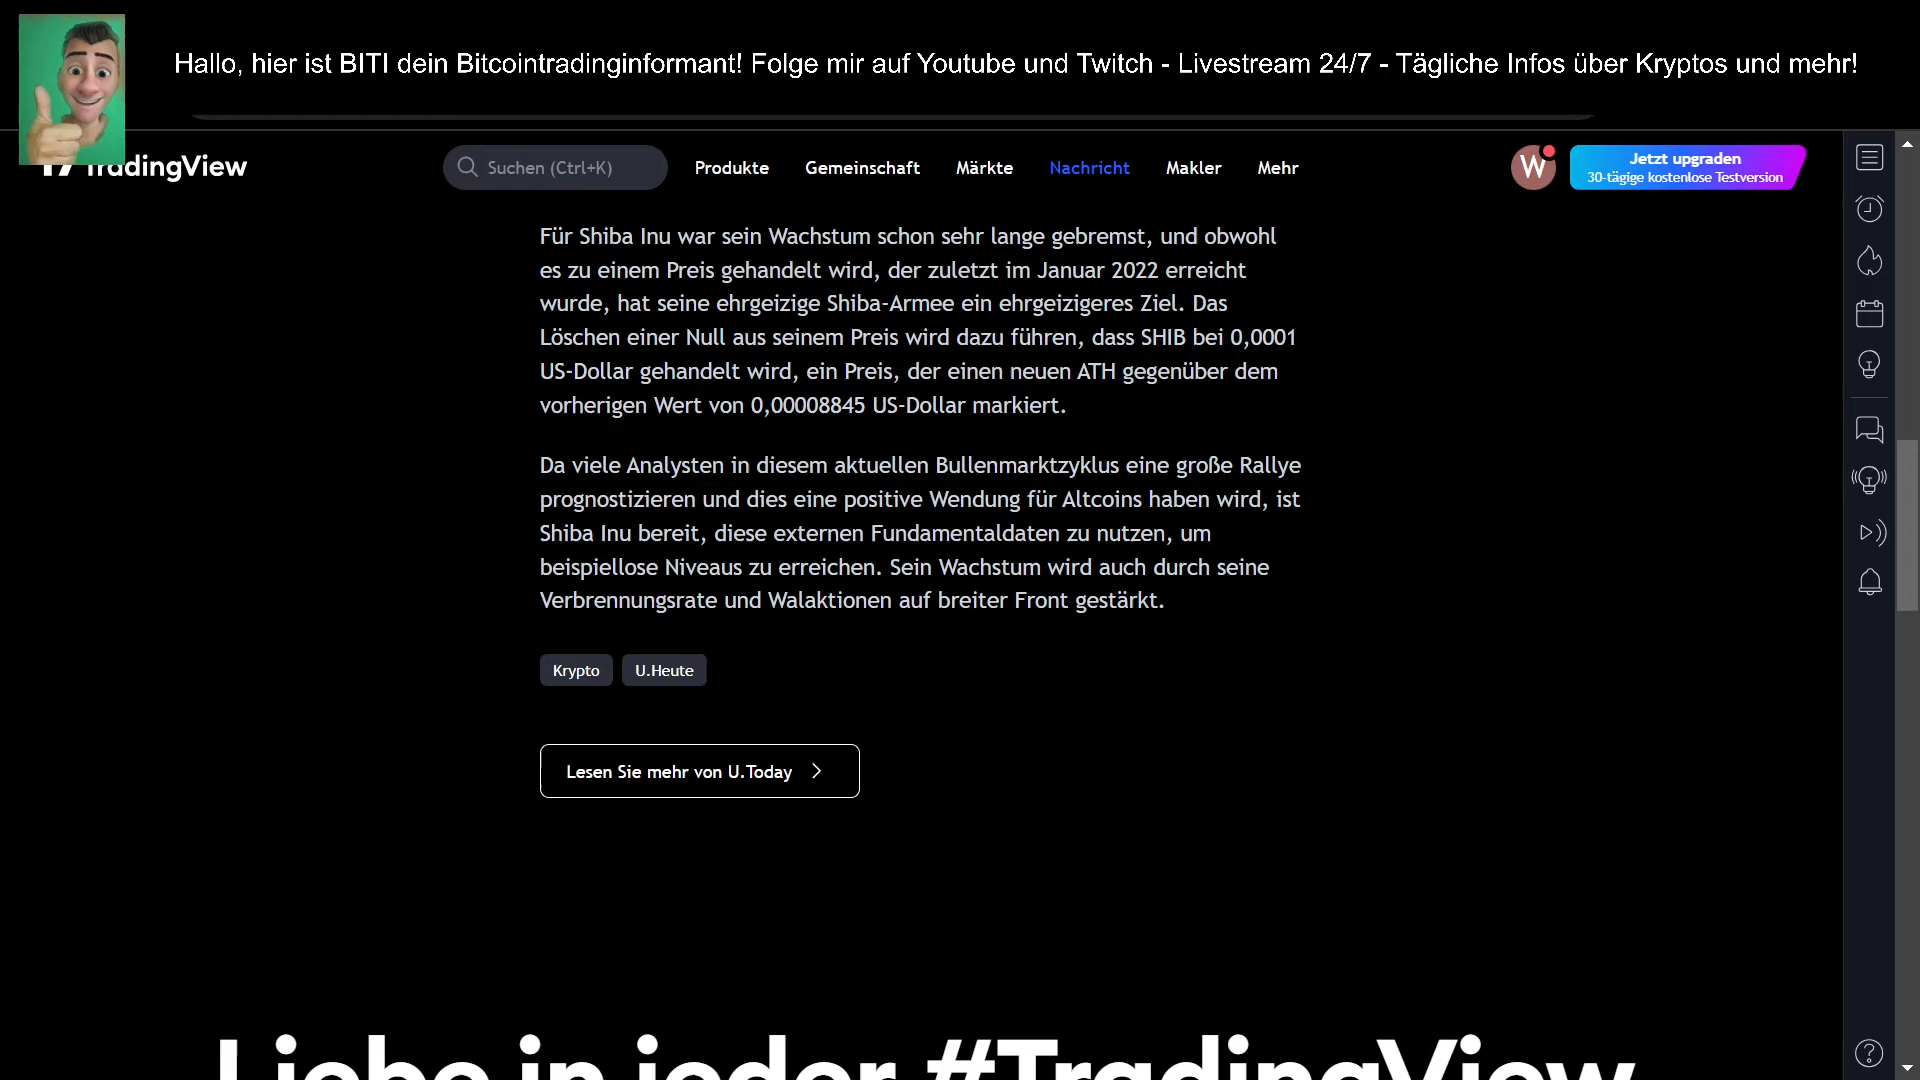 Hallo, hier ist BITI dein Bitcointradinginformant! Folge mir auf Youtube und Twitch - Livestream 24/7 - Tägliche Infos über Kryptos und mehr!
TradingView
Suchen (Ctrl+K)
Produkte
Gemeinschaft
Märkte
Nachricht
Makler
Mehr
W
Jetzt upgraden
30-tägige kostenlose Testversion
Für Shiba Inu war sein Wachstum schon sehr lange gebremst, und obwohl
es zu einem Preis gehandelt wird, der zuletzt im Januar 2022 erreicht
wurde, hat seine ehrgeizige Shiba-Armee ein ehrgeizigeres Ziel. Das
Löschen einer Null aus seinem Preis wird dazu führen, dass SHIB bei 0,0001
US-Dollar gehandelt wird, ein Preis, der einen neuen ATH gegenüber dem
vorherigen Wert von 0,00008845 US-Dollar markiert.
Da viele Analysten in diesem aktuellen Bullenmarktzyklus eine große Rallye
prognostizieren und dies eine positive Wendung für Altcoins haben wird, ist
Shiba Inu bereit, diese externen Fundamentaldaten zu nutzen, um
beispiellose Niveaus zu erreichen. Sein Wachstum wird auch durch seine
Verbrennungsrate und Walaktionen auf breiter Front gestärkt.
Krypto
U.Heute
Lesen Sie mehr von U.Today
Liebe in jeder #TradingView